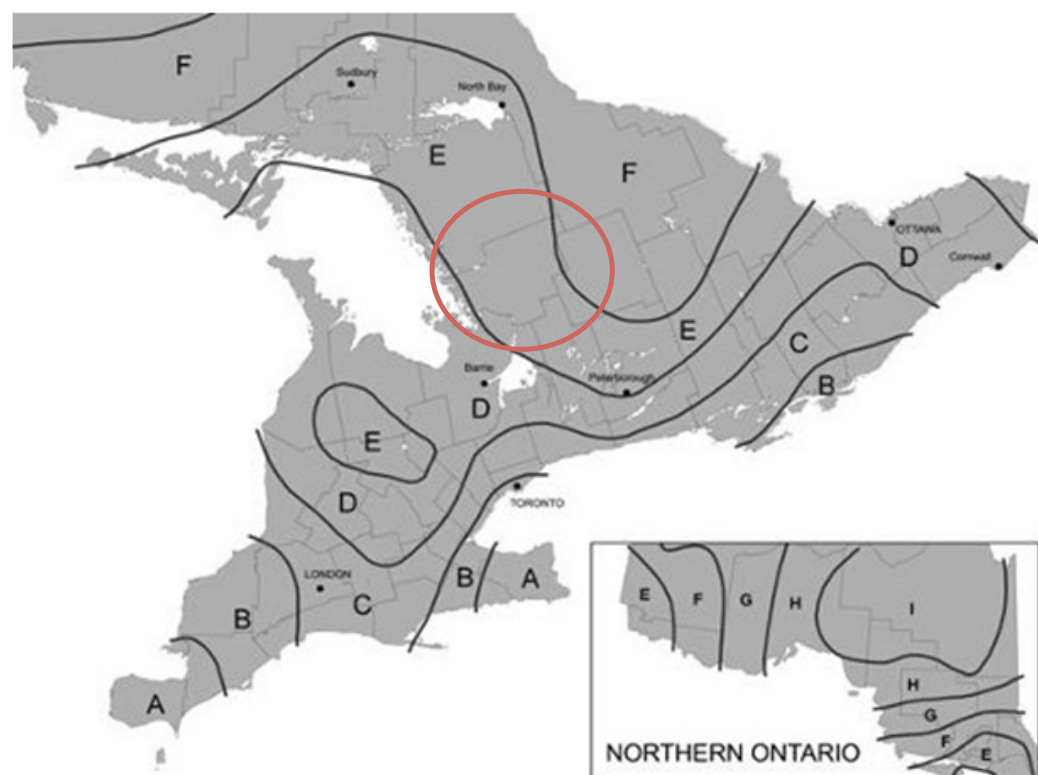 F
Sudbury
North Bay
E
F
OTTAWA
D
Cornwall
E
C
Barrie
Peterborough
B
D
E
D
TORONTO
LONDON
B
A
B
C
A
E
F
G
H
I
H
G
F
E
NORTHERN ONTARIO